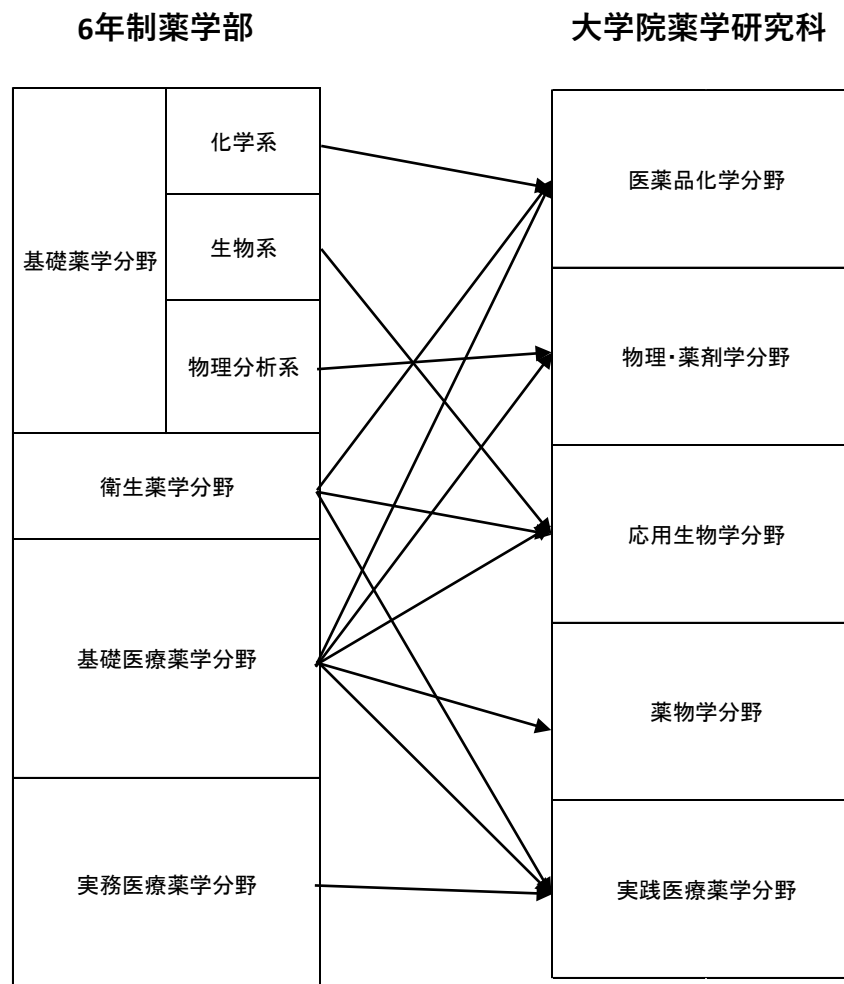 6年制薬学部
大学院薬学研究科
基礎薬学分野
化学系
生物系
物理分析系
衛生薬学分野
基礎医療薬学分野
実務医療薬学分野
医薬品化学分野
物理・薬剤学分野
応用生物学分野
薬物学分野
実践医療薬学分野